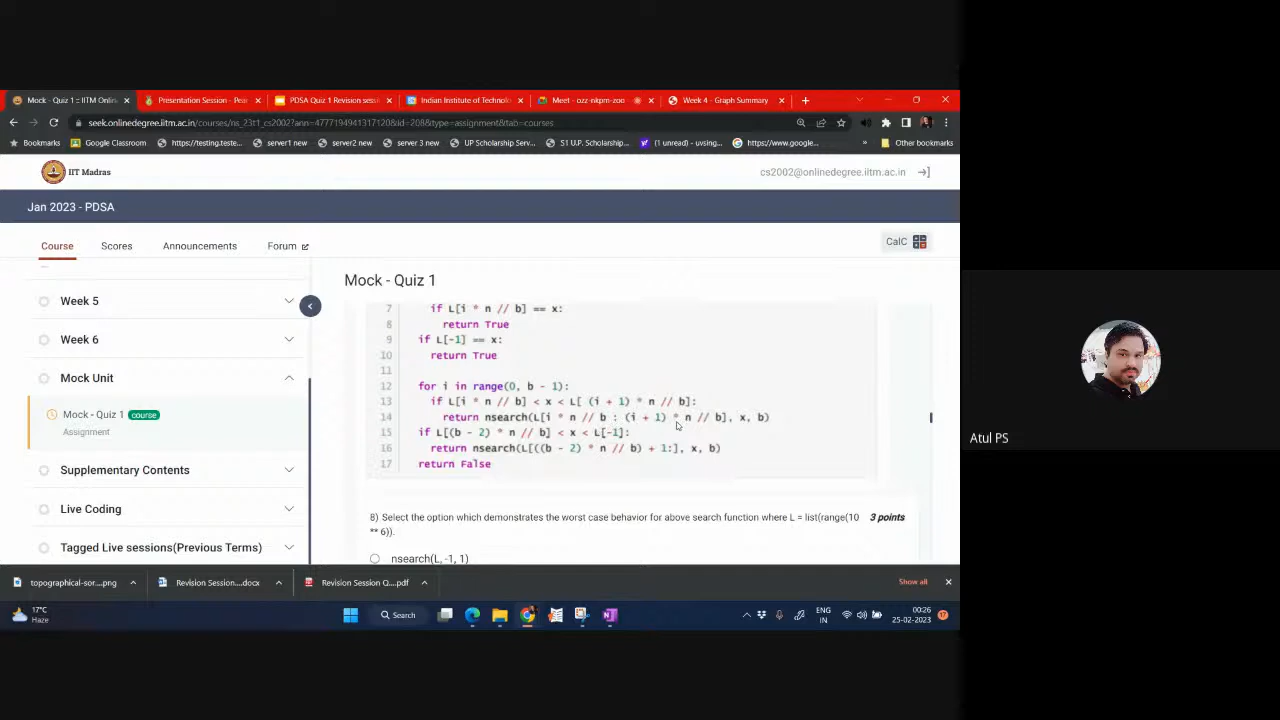 Mock - Quiz 1 :: IITM Onlin
Presentation Session - Pea
PDSA Quiz 1 Revision sessi
Indian Institute of Technolo
Meet - ozz-nkpm-zoo
Week 4 - Graph Summary
seek.onlinedegree.iitm.ac.in/courses/ns_23t1_cs2002?ann=4777194941317120&id=208&type=assignment&tab=courses
Bookmarks
Google Classroom
https://testing.teste...
server1 new
server2 new
server 3 new
UP Scholarship Serv...
S1 U.P. Scholarship...
(1 unread) - uvsing...
https://www.google...
»
Other bookmarks
IIT Madras
cs2002@onlinedegree.iitm.ac.in
Jan 2023 - PDSA
Course
Scores
Announcements
Forum
CalC
Week 5
Week 6
Mock Unit
Mock - Quiz 1 course
Assignment
Supplementary Contents
Live Coding
Tagged Live sessions(Previous Terms)
Mock - Quiz 1
7 if L[i * n // b] == x:
8 return True
9 if L[-1] == x:
10 return True
11
12 for i in range(0, b - 1):
13 if L[i * n // b] < x < L[ (i + 1) * n // b]:
14 return nsearch(L[i * n // b : (i + 1) * n // b], x, b)
15 if L[(b - 2) * n // b] < x < L[-1]:
16 return nsearch(L[((b - 2) * n // b) + 1:], x, b)
17 return False
8) Select the option which demonstrates the worst case behavior for above search function where L = list(range(10 3 points
** 6)).
nsearch(L, -1, 1)
topographical-sor....png
Revision Session....docx
Revision Session Q....pdf
Show all
17°C
Haze
Search
ENG
IN
00:26
25-02-2023
17
Atul PS